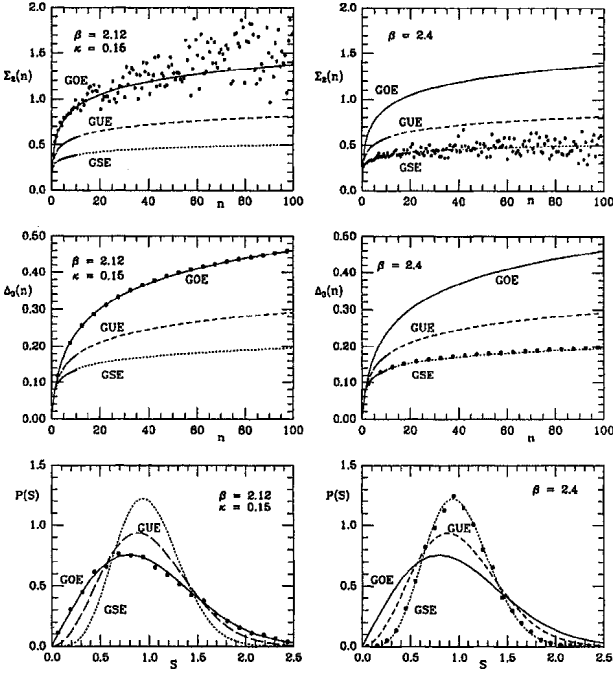 2.0
β = 2.12
κ = 0.15
Σ₂(n)
1.5
GOE
1.0
GUE
0.5
GSE
0.0
0 20 40 60 80 100
n
2.0
β = 2.4
Σ₂(n)
1.5
GOE
1.0
GUE
0.5
GSE
0.0
0 20 40 60 80 100
n
0.50
β = 2.12
κ = 0.15
0.40
GOE
Δ₃(n)
0.30
GUE
0.20
GSE
0.10
0.00
0 20 40 60 80 100
n
0.50
β = 2.4
0.40
GOE
Δ₃(n)
0.30
GUE
0.20
GSE
0.10
0.00
0 20 40 60 80 100
n
1.5
P(S)
β = 2.12
κ = 0.15
1.0
GUE
GOE
0.5
GSE
0.0
0.0 0.5 1.0 1.5 2.0 2.5
S
1.5
P(S)
β = 2.4
1.0
GUE
GOE
0.5
GSE
0.0
0.0 0.5 1.0 1.5 2.0 2.5
S